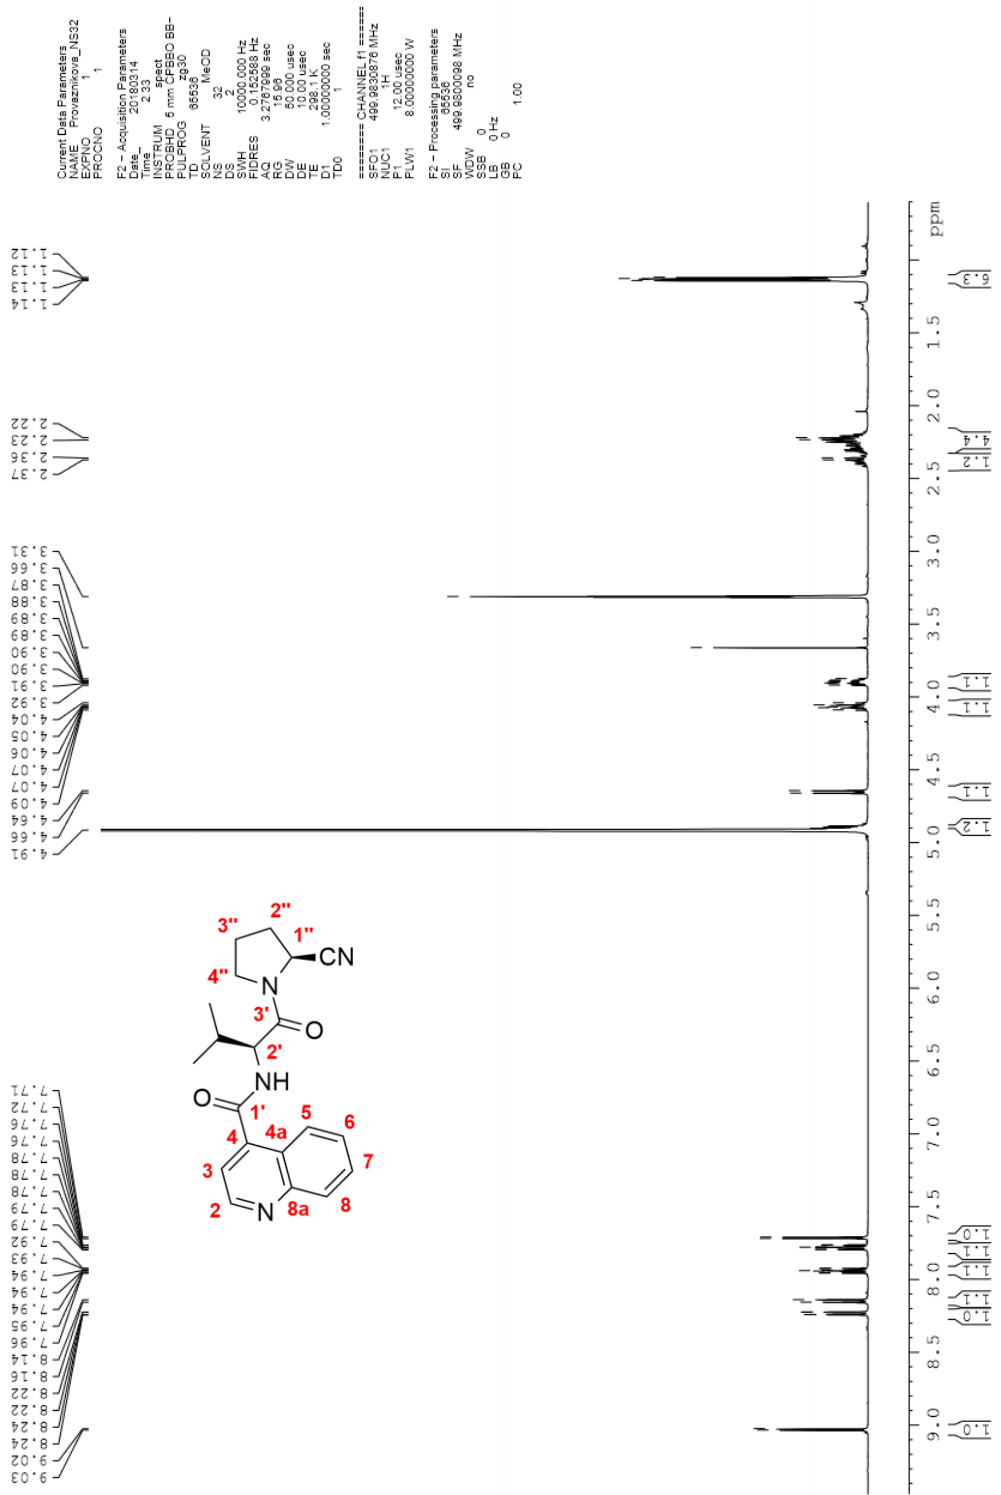 Current Data Parameters
NAME Provaznikova_NS32
EXPNO 1
PROCNO 1
F2 - Acquisition Parameters
Date_ 20180314
Time 2.33
INSTRUM spect
PROBHD 5 mm CPBBO BB-
PULPROG zg30
TD 65536
SOLVENT MeOD
NS 32
DS 2
SWH 10000.000 Hz
FIDRES 0.152588 Hz
AQ 3.2767999 sec
RG 15.96
DW 50.000 usec
DE 10.00 usec
TE 298.1 K
D1 1.00000000 sec
TD0 1
======== CHANNEL f1 ========
SFO1 499.9830876 MHz
NUC1 1H
P1 12.00 usec
PLW1 8.00000000 W
F2 - Processing parameters
SI 65536
SF 499.9800098 MHz
WDW no
SSB 0
LB 0 Hz
GB 0
PC 1.00
1.12
1.13
1.13
1.14
2.22
2.23
2.36
2.37
3.31
3.66
3.87
3.88
3.89
3.89
3.90
3.90
3.91
3.92
4.04
4.05
4.06
4.07
4.07
4.09
4.64
4.66
4.91
7.71
7.72
7.76
7.76
7.78
7.78
7.78
7.79
7.79
7.92
7.93
7.94
7.94
7.94
7.95
7.96
8.14
8.16
8.22
8.22
8.24
8.24
9.02
9.03
2''
3''
1''
CN
4''
N
3'
O
2'
NH
O
1'
5
4a
6
4
3
7
2
8a
8
N
ppm
1.5
2.0
2.5
3.0
3.5
4.0
4.5
5.0
5.5
6.0
6.5
7.0
7.5
8.0
8.5
9.0
6.3
4.4
1.2
1.1
1.1
1.1
1.2
1.0
1.1
1.1
1.1
1.0
1.0